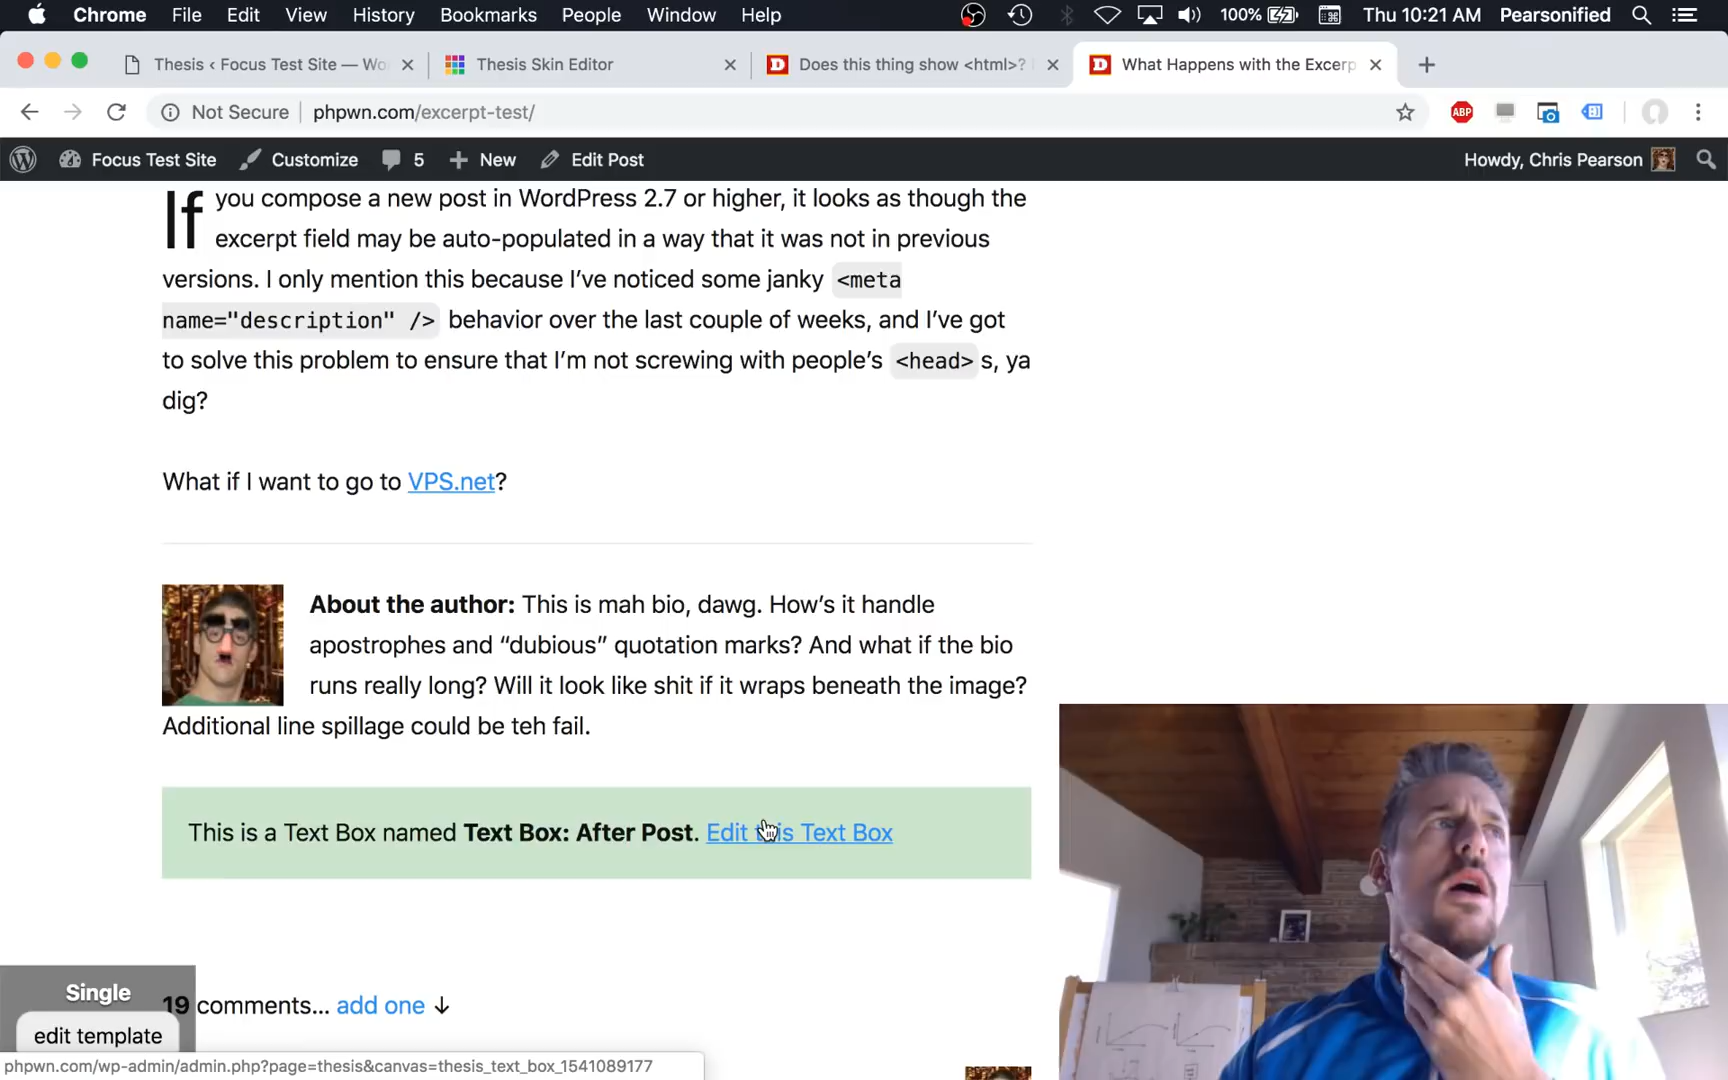 Chrome File Edit View History Bookmarks People Window Help 100% Thu 10:21 AM Pearsonified
Thesis ‹ Focus Test Site — Wo Thesis Skin Editor Does this thing show <html>? What Happens with the Excerp
Not Secure phpwn.com/excerpt-test/ ABP
Focus Test Site Customize 5 New Edit Post Howdy, Chris Pearson
If you compose a new post in WordPress 2.7 or higher, it looks as though the
excerpt field may be auto-populated in a way that it was not in previous
versions. I only mention this because I’ve noticed some janky <meta
name="description" /> behavior over the last couple of weeks, and I’ve got
to solve this problem to ensure that I’m not screwing with people’s <head>s, ya
dig?
What if I want to go to VPS.net?
About the author: This is mah bio, dawg. How’s it handle
apostrophes and “dubious” quotation marks? And what if the bio
runs really long? Will it look like shit if it wraps beneath the image?
Additional line spillage could be teh fail.
This is a Text Box named Text Box: After Post. Edit this Text Box
19 comments... add one ↓
Single
edit template
phpwn.com/wp-admin/admin.php?page=thesis&canvas=thesis_text_box_1541089177